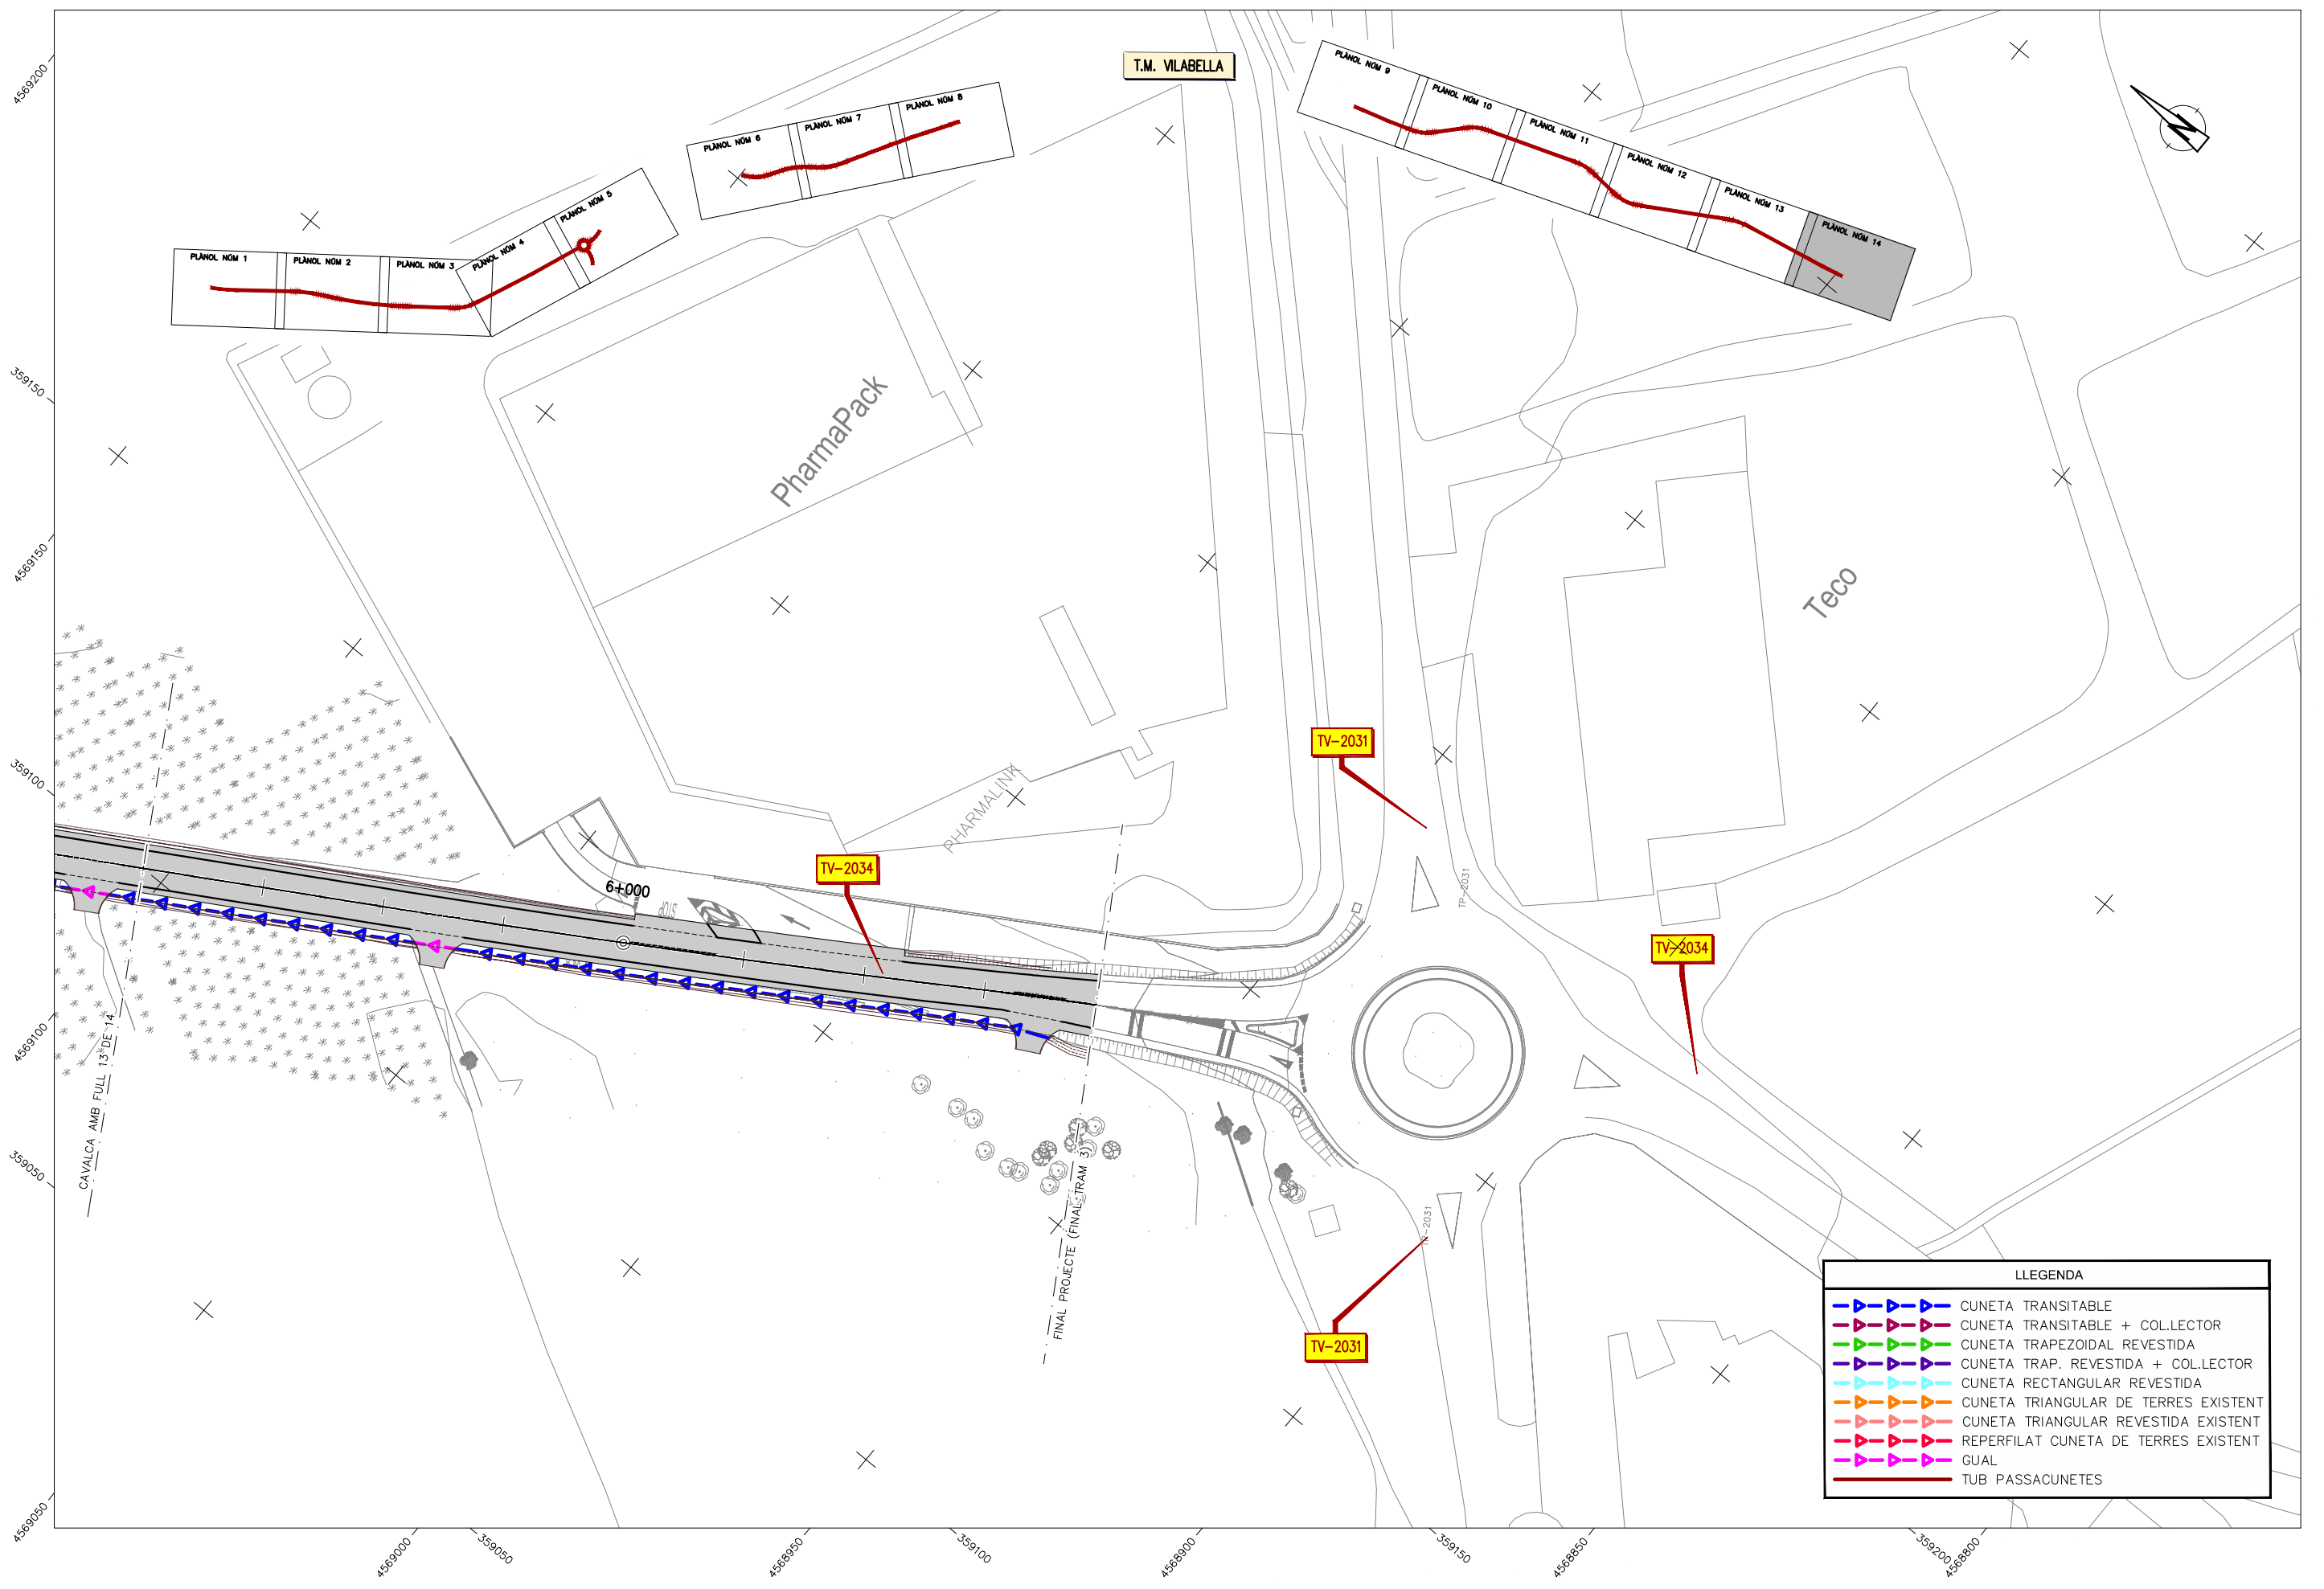 T.M. VILABELLA
PLÀNOL NÚM 1
PLÀNOL NÚM 2
PLÀNOL NÚM 3
PLÀNOL NÚM 4
PLÀNOL NÚM 5
PLÀNOL NÚM 6
PLÀNOL NÚM 7
PLÀNOL NÚM 8
PLÀNOL NÚM 9
PLÀNOL NÚM 10
PLÀNOL NÚM 11
PLÀNOL NÚM 12
PLÀNOL NÚM 13
PLÀNOL NÚM 14
N
4569200
359150
4569150
359100
4569100
359050
4569050
PharmaPack
Teco
PHARMALINK
TV-2031
TV-2034
TP-2031
TV-2034
6+000
STOP
CAVALCA AMB FULL 13 DE 14
FINAL PROJECTE (FINAL TRAM 3)
TP-2031
TV-2031
LLEGENDA
CUNETA TRANSITABLE
CUNETA TRANSITABLE + COL.LECTOR
CUNETA TRAPEZOIDAL REVESTIDA
CUNETA TRAP. REVESTIDA + COL.LECTOR
CUNETA RECTANGULAR REVESTIDA
CUNETA TRIANGULAR DE TERRES EXISTENT
CUNETA TRIANGULAR REVESTIDA EXISTENT
REPERFILAT CUNETA DE TERRES EXISTENT
GUAL
TUB PASSACUNETES
4569000
359050
4568950
359100
4568900
359150
4568850
359200
4568800